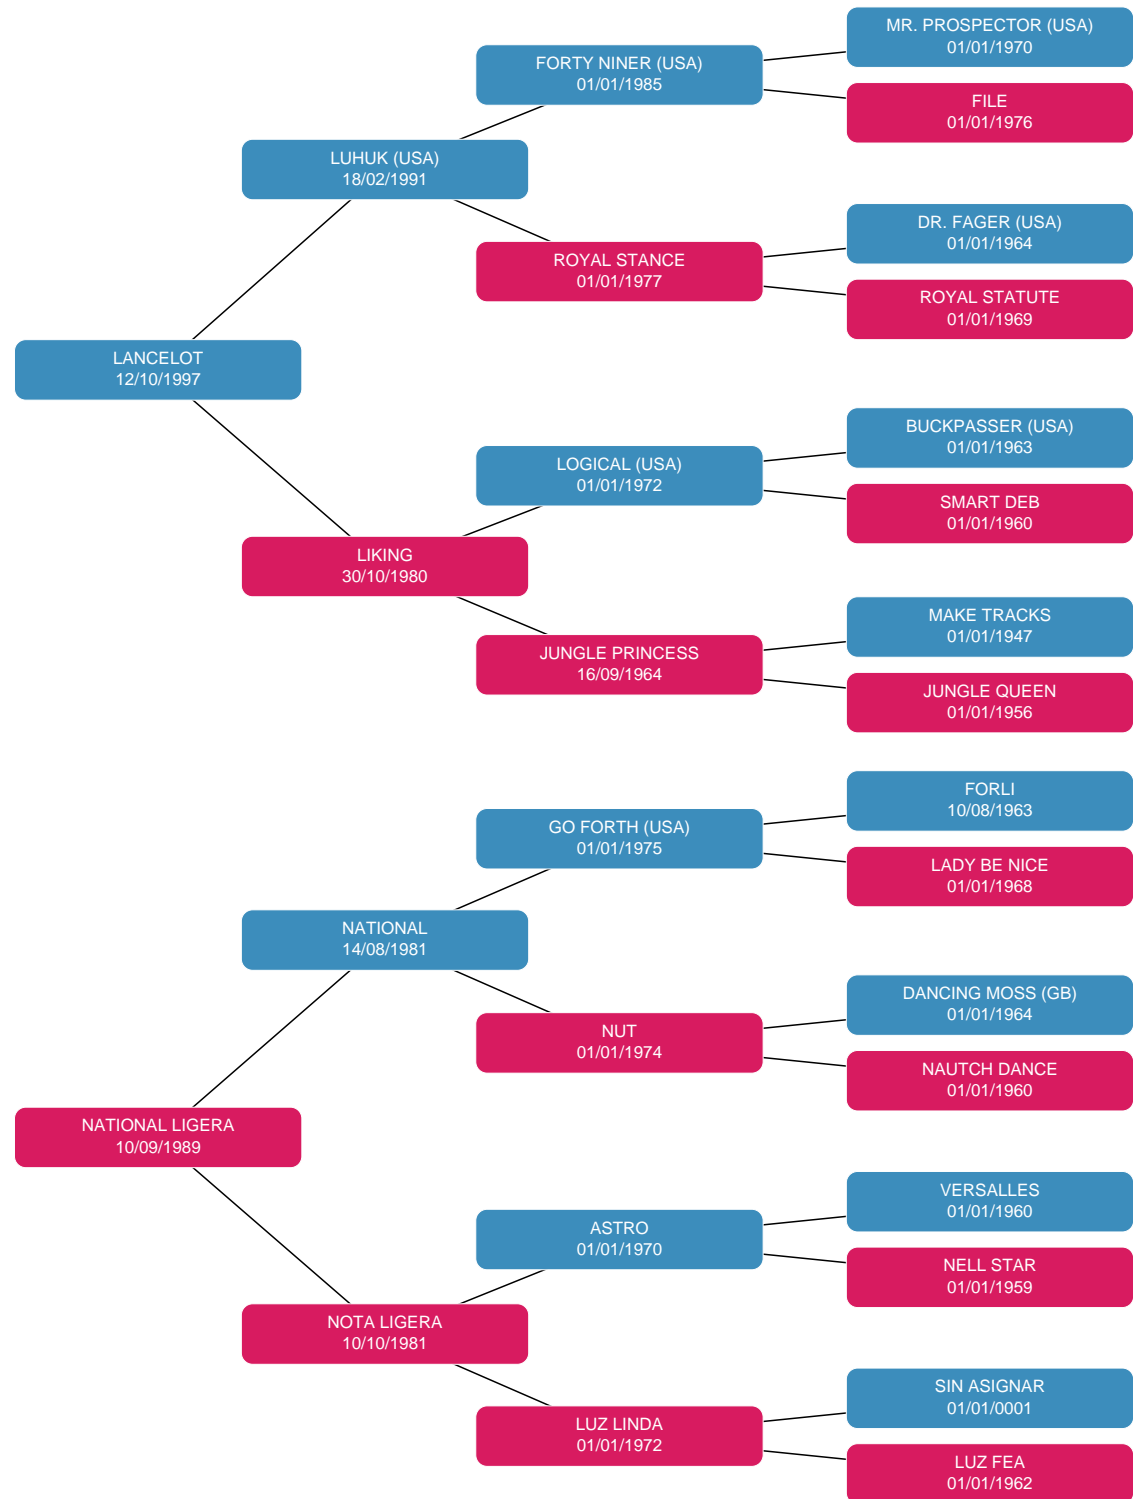 MR. PROSPECTOR (USA)
01/01/1970
FORTY NINER (USA)
01/01/1985
FILE
01/01/1976
LUHUK (USA)
18/02/1991
DR. FAGER (USA)
01/01/1964
ROYAL STANCE
01/01/1977
ROYAL STATUTE
01/01/1969
LANCELOT
12/10/1997
BUCKPASSER (USA)
01/01/1963
LOGICAL (USA)
01/01/1972
SMART DEB
01/01/1960
LIKING
30/10/1980
MAKE TRACKS
01/01/1947
JUNGLE PRINCESS
16/09/1964
JUNGLE QUEEN
01/01/1956
FORLI
10/08/1963
GO FORTH (USA)
01/01/1975
LADY BE NICE
01/01/1968
NATIONAL
14/08/1981
DANCING MOSS (GB)
01/01/1964
NUT
01/01/1974
NAUTCH DANCE
01/01/1960
NATIONAL LIGERA
10/09/1989
VERSALLES
01/01/1960
ASTRO
01/01/1970
NELL STAR
01/01/1959
NOTA LIGERA
10/10/1981
SIN ASIGNAR
01/01/0001
LUZ LINDA
01/01/1972
LUZ FEA
01/01/1962